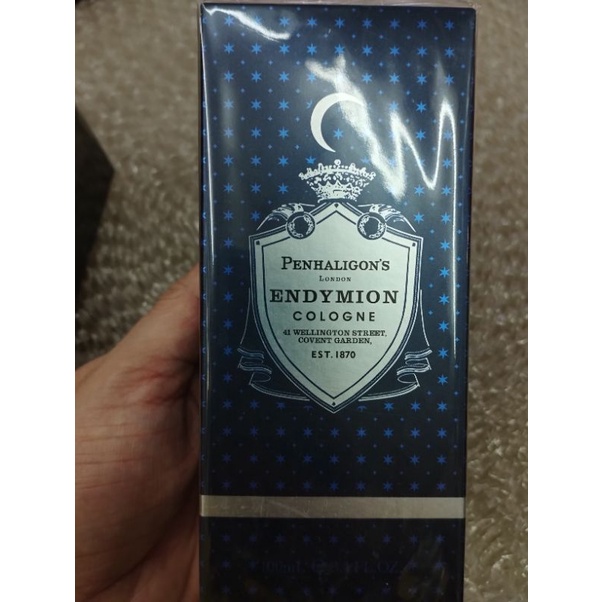 PENHALIGON'S
LONDON
ENDYMION
COLOGNE
41 WELLINGTON STREET,
COVENT GARDEN,
EST. 1870